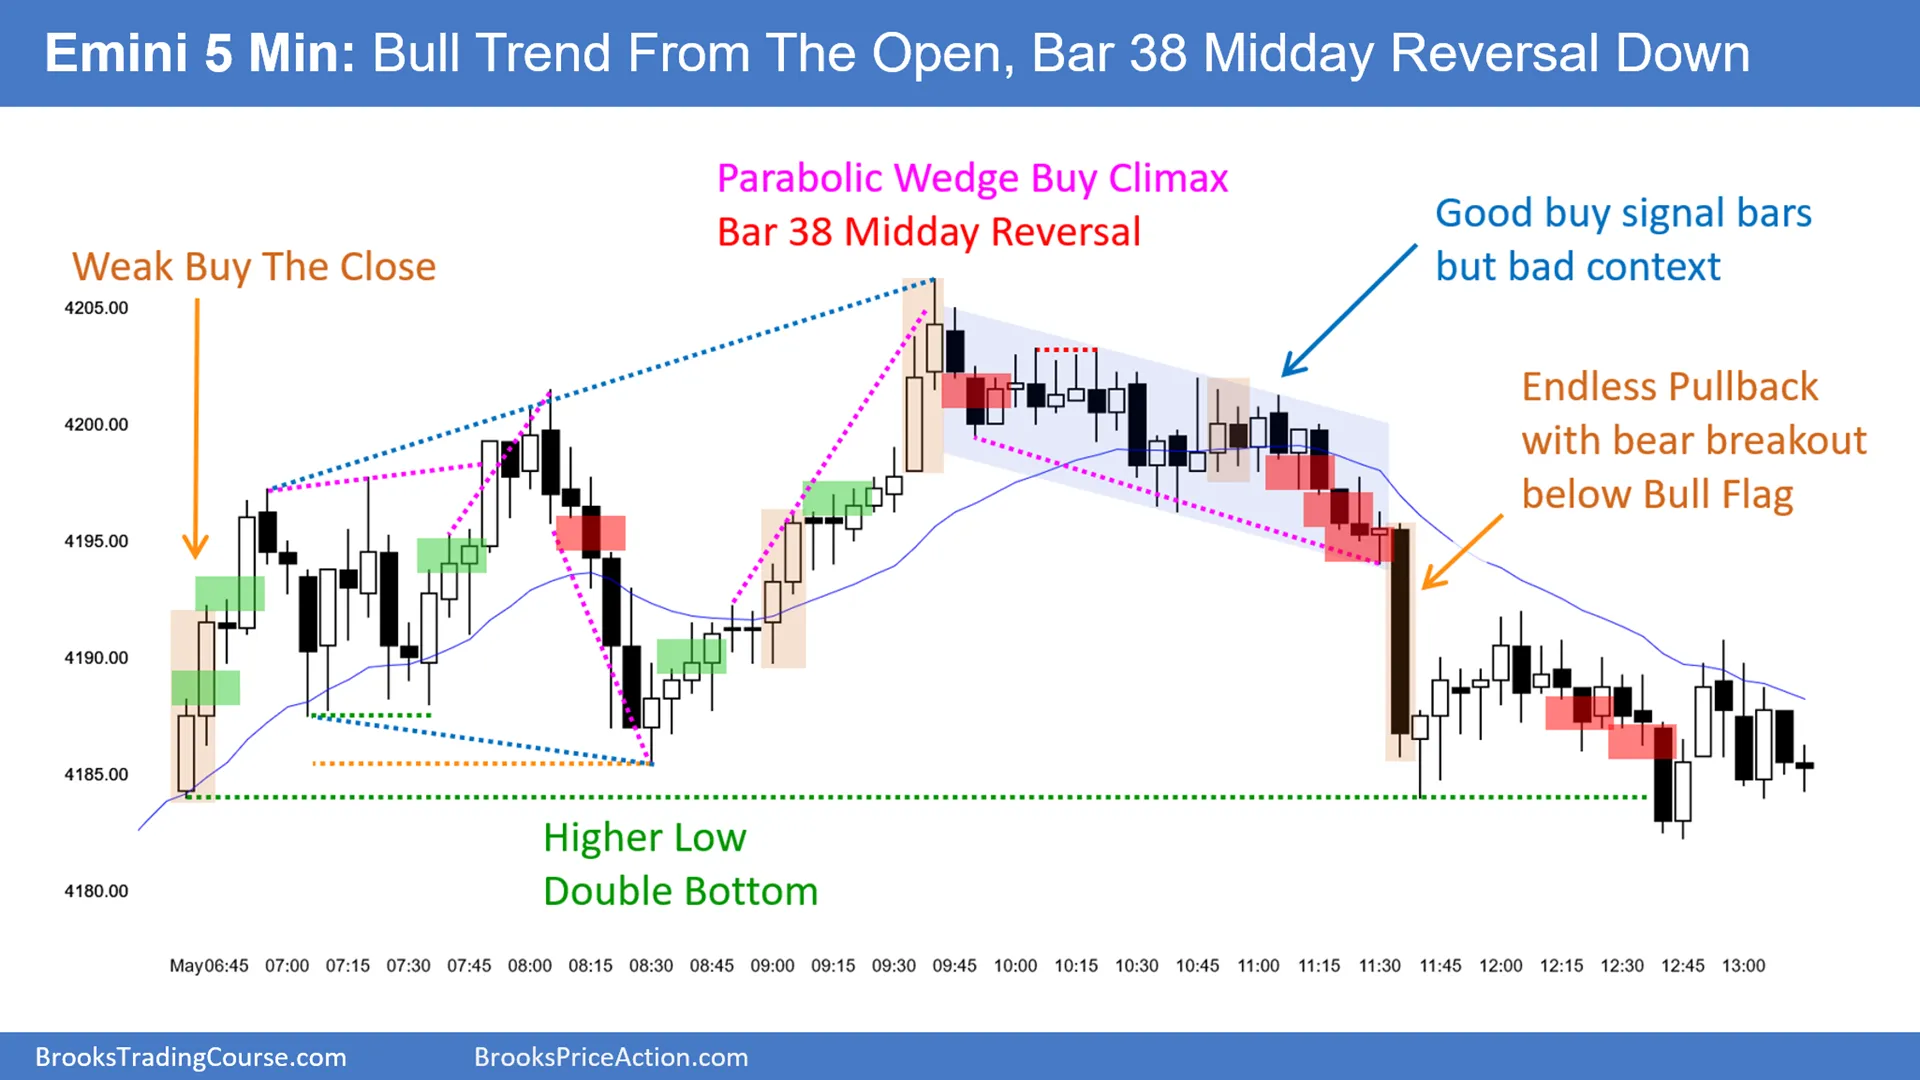 Emini 5 Min: Bull Trend From The Open, Bar 38 Midday Reversal Down
Parabolic Wedge Buy Climax
Bar 38 Midday Reversal
Good buy signal bars
but bad context
Weak Buy The Close
Endless Pullback
with bear breakout
below Bull Flag
4205.00
4200.00
4195.00
4190.00
4185.00
4180.00
Higher Low
Double Bottom
May06:45 07:00 07:15 07:30 07:45 08:00 08:15 08:30 08:45 09:00 09:15 09:30 09:45 10:00 10:15 10:30 10:45 11:00 11:15 11:30 11:45 12:00 12:15 12:30 12:45 13:00
BrooksTradingCourse.com BrooksPriceAction.com